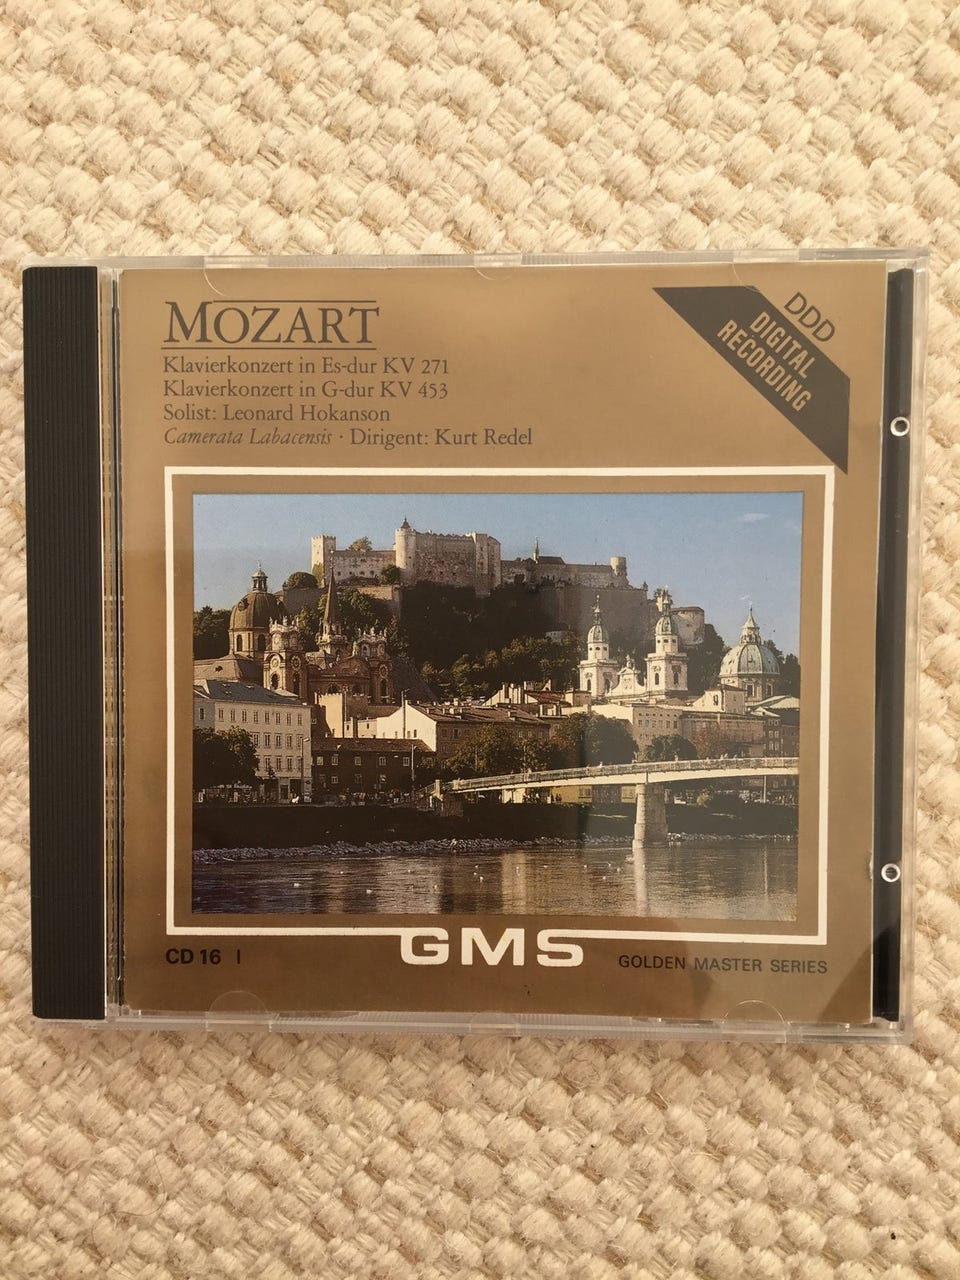 MOZART
Klavierkonzert in Es-dur KV 271
Klavierkonzert in G-dur KV 453
Solist: Leonard Hokanson
Camerata Labacensis · Dirigent: Kurt Redel
DDD
DIGITAL
RECORDING
CD 16 I
GMS
GOLDEN MASTER SERIES